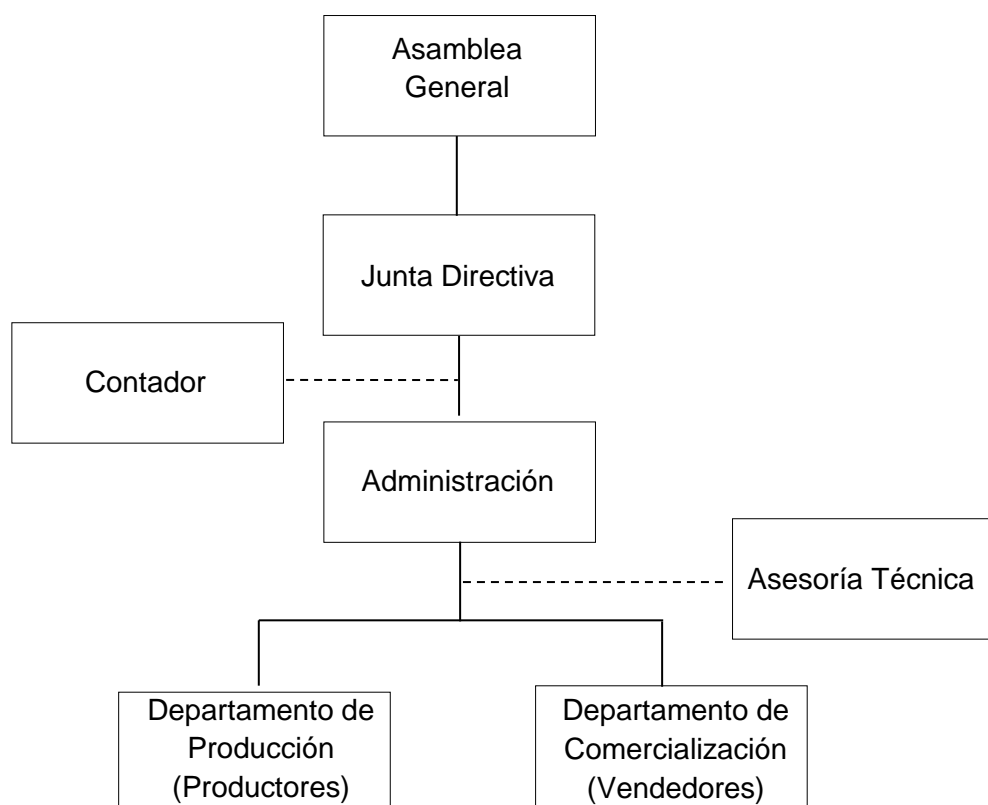 Asamblea
General
Junta Directiva
Contador
Administración
Asesoría Técnica
Departamento de
Producción
(Productores)
Departamento de
Comercialización
(Vendedores)